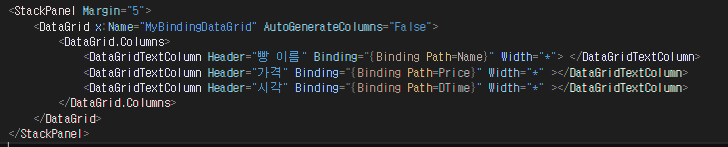 <StackPanel Margin="5">
<DataGrid x:Name="MyBindingDataGrid" AutoGenerateColumns="False">
<DataGrid.Columns>
<DataGridTextColumn Header="빵 이름" Binding="{Binding Path=Name}" Width="*"> </DataGridTextColumn>
<DataGridTextColumn Header="가격" Binding="{Binding Path=Price}" Width="*" ></DataGridTextColumn>
<DataGridTextColumn Header="시각" Binding="{Binding Path=DTime}" Width="*" ></DataGridTextColumn>
</DataGrid.Columns>
</DataGrid>
</StackPanel>